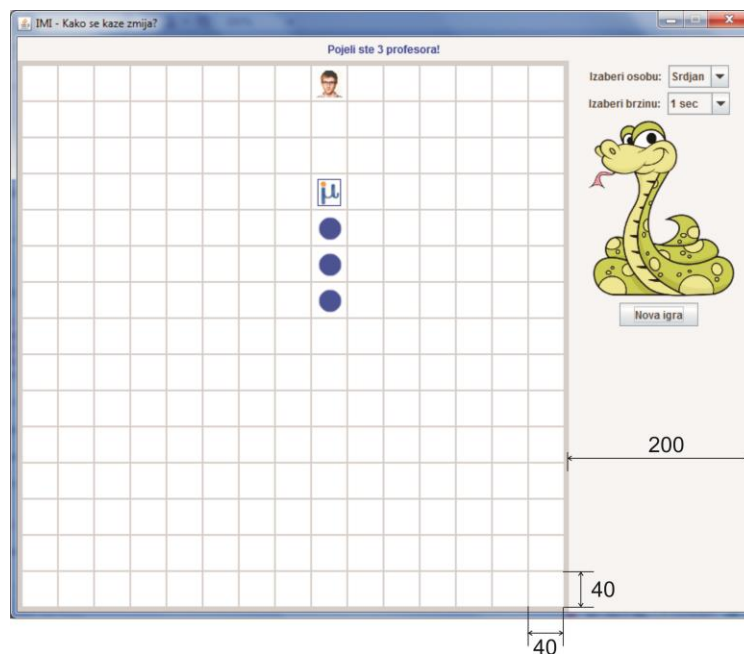 IMI - Kako se kaze zmija?
Pojeli ste 3 profesora!
Izaberi osobu: Srdjan
Izaberi brzinu: 1 sec
iμ
Nova igra
200
40
40